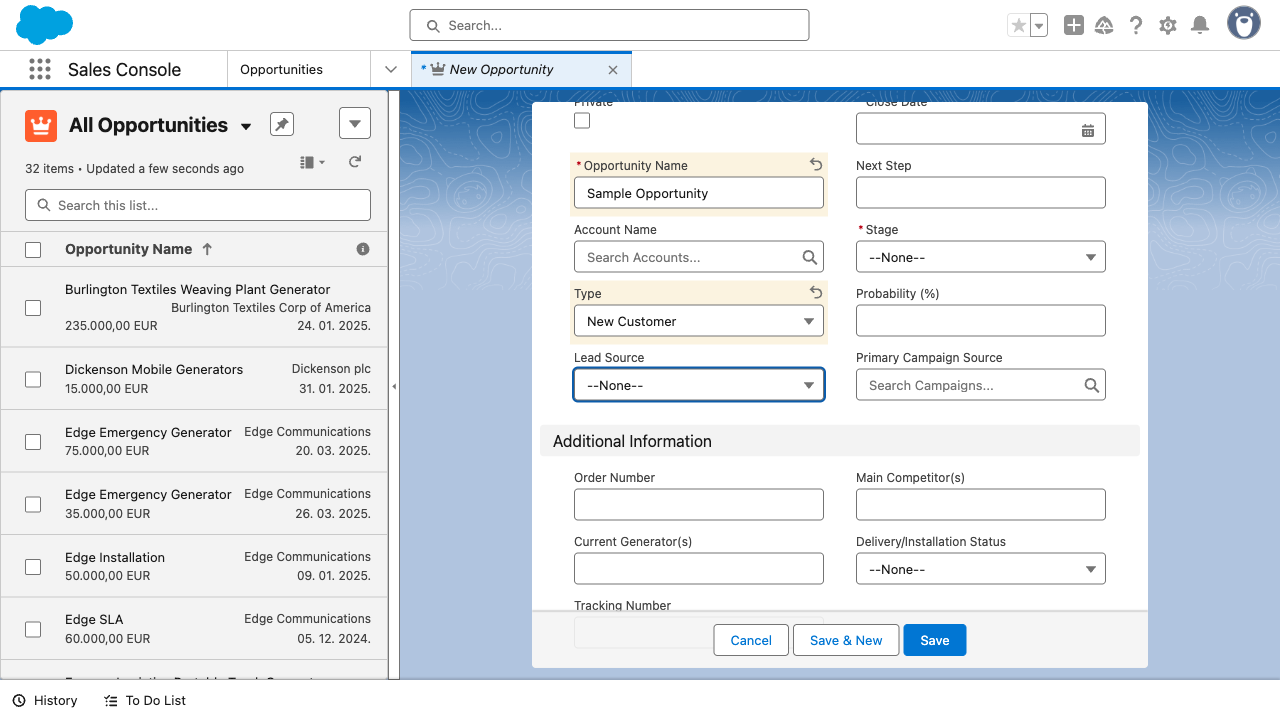 Search...
Sales Console
Opportunities
* New Opportunity
All Opportunities
32 items • Updated a few seconds ago
Search this list...
Opportunity Name
Burlington Textiles Weaving Plant Generator
Burlington Textiles Corp of America
235.000,00 EUR
24. 01. 2025.
Dickenson Mobile Generators
Dickenson plc
15.000,00 EUR
31. 01. 2025.
Edge Emergency Generator
Edge Communications
75.000,00 EUR
20. 03. 2025.
Edge Emergency Generator
Edge Communications
35.000,00 EUR
26. 03. 2025.
Edge Installation
Edge Communications
50.000,00 EUR
09. 01. 2025.
Edge SLA
Edge Communications
60.000,00 EUR
05. 12. 2024.
Private
Close Date
* Opportunity Name
Sample Opportunity
Next Step
Account Name
Search Accounts...
* Stage
--None--
Type
New Customer
Probability (%)
Lead Source
--None--
Primary Campaign Source
Search Campaigns...
Additional Information
Order Number
Main Competitor(s)
Current Generator(s)
Delivery/Installation Status
--None--
Tracking Number
Cancel
Save & New
Save
History
To Do List